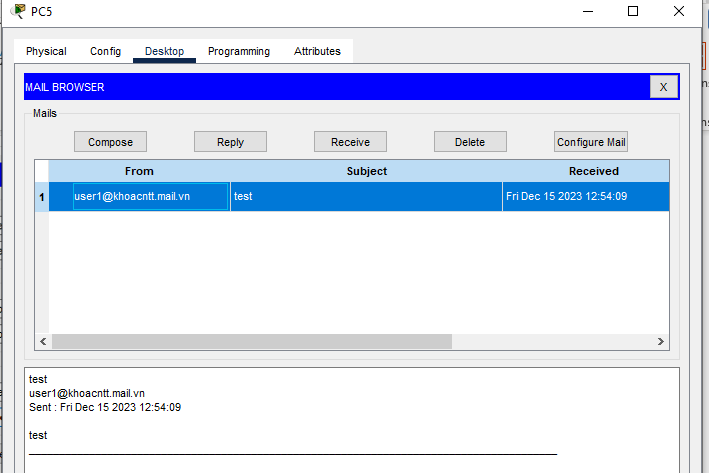 PC5
Physical Config Desktop Programming Attributes
MAIL BROWSER X
Mails
Compose Reply Receive Delete Configure Mail
From Subject Received
1 user1@khoacntt.mail.vn test Fri Dec 15 2023 12:54:09
test
user1@khoacntt.mail.vn
Sent : Fri Dec 15 2023 12:54:09
test